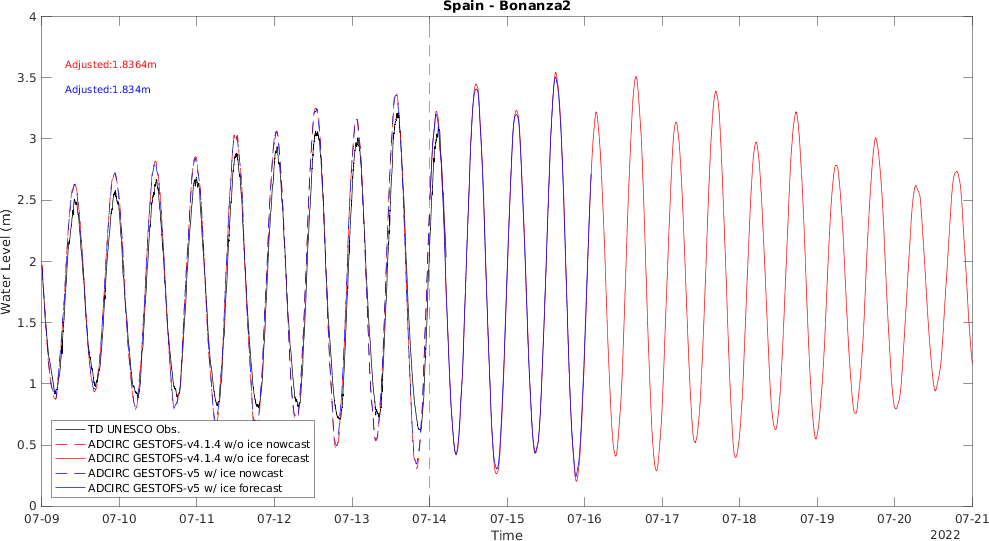 Spain - Bonanza2
4
3.5
3
2.5
2
1.5
1
0.5
0
Water Level (m)
Adjusted:1.8364m
Adjusted:1.834m
TD UNESCO Obs.
ADCIRC GESTOFS-v4.1.4 w/o ice nowcast
ADCIRC GESTOFS-v4.1.4 w/o ice forecast
ADCIRC GESTOFS-v5 w/ ice nowcast
ADCIRC GESTOFS-v5 w/ ice forecast
07-09 07-10 07-11 07-12 07-13 07-14 07-15 07-16 07-17 07-18 07-19 07-20 07-21
Time
2022